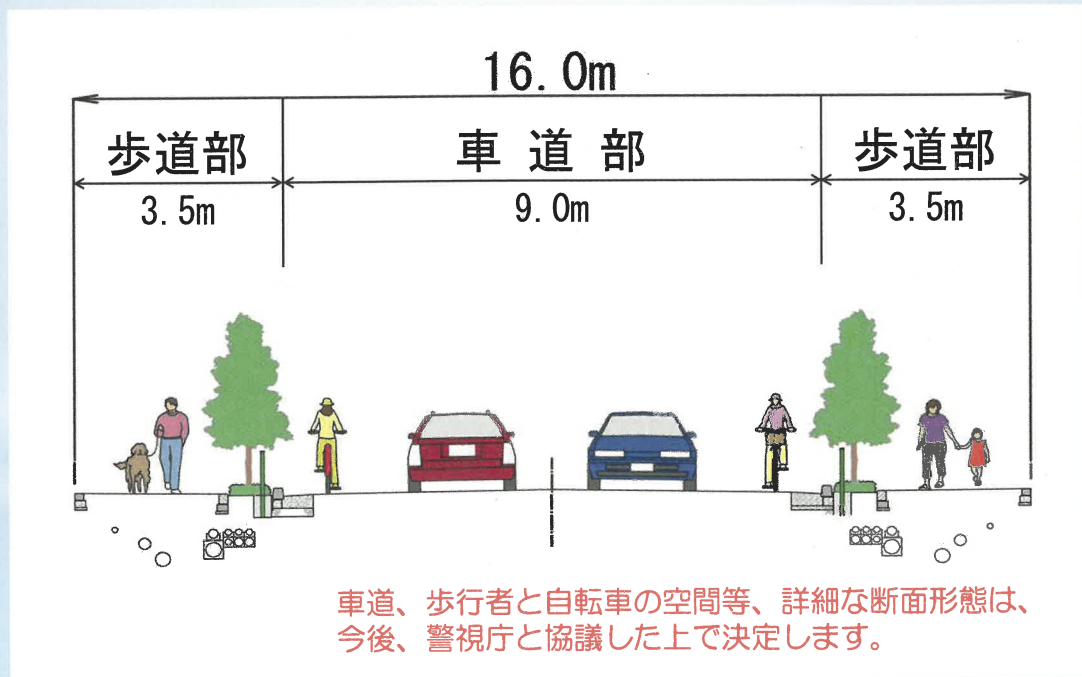 16.0m
歩道部
車道部
歩道部
3.5m
9.0m
3.5m
車道、歩行者と自転車の空間等、詳細な断面形態は、
今後、警視庁と協議した上で決定します。